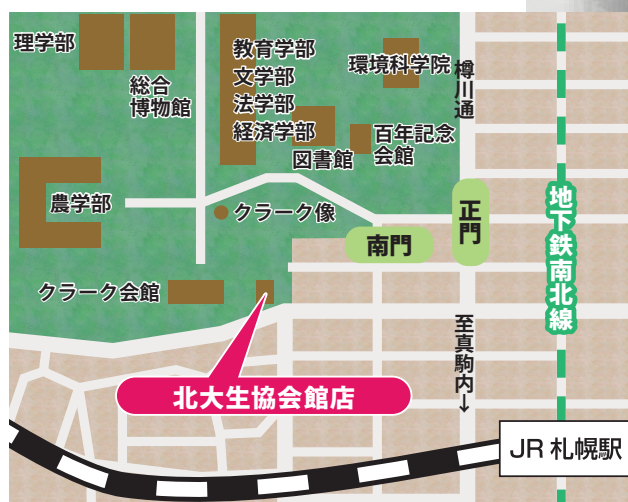 理学部
総合
博物館
教育学部
文学部
法学部
経済学部
図書館
環境科学院
百年記念
会館
樽川通
農学部
クラーク像
正門
南門
地下鉄南北線
クラーク会館
至真駒内↓
北大生協会館店
JR 札幌駅